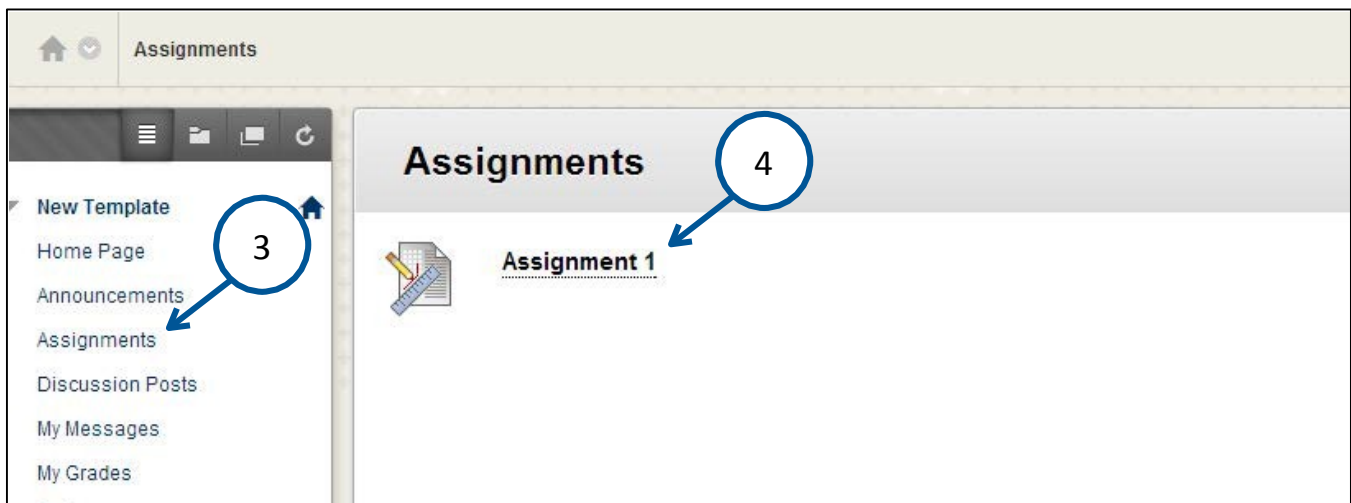 Assignments
Assignments
4
New Template
Home Page
3
Announcements
Assignments
Discussion Posts
My Messages
My Grades
Assignment 1